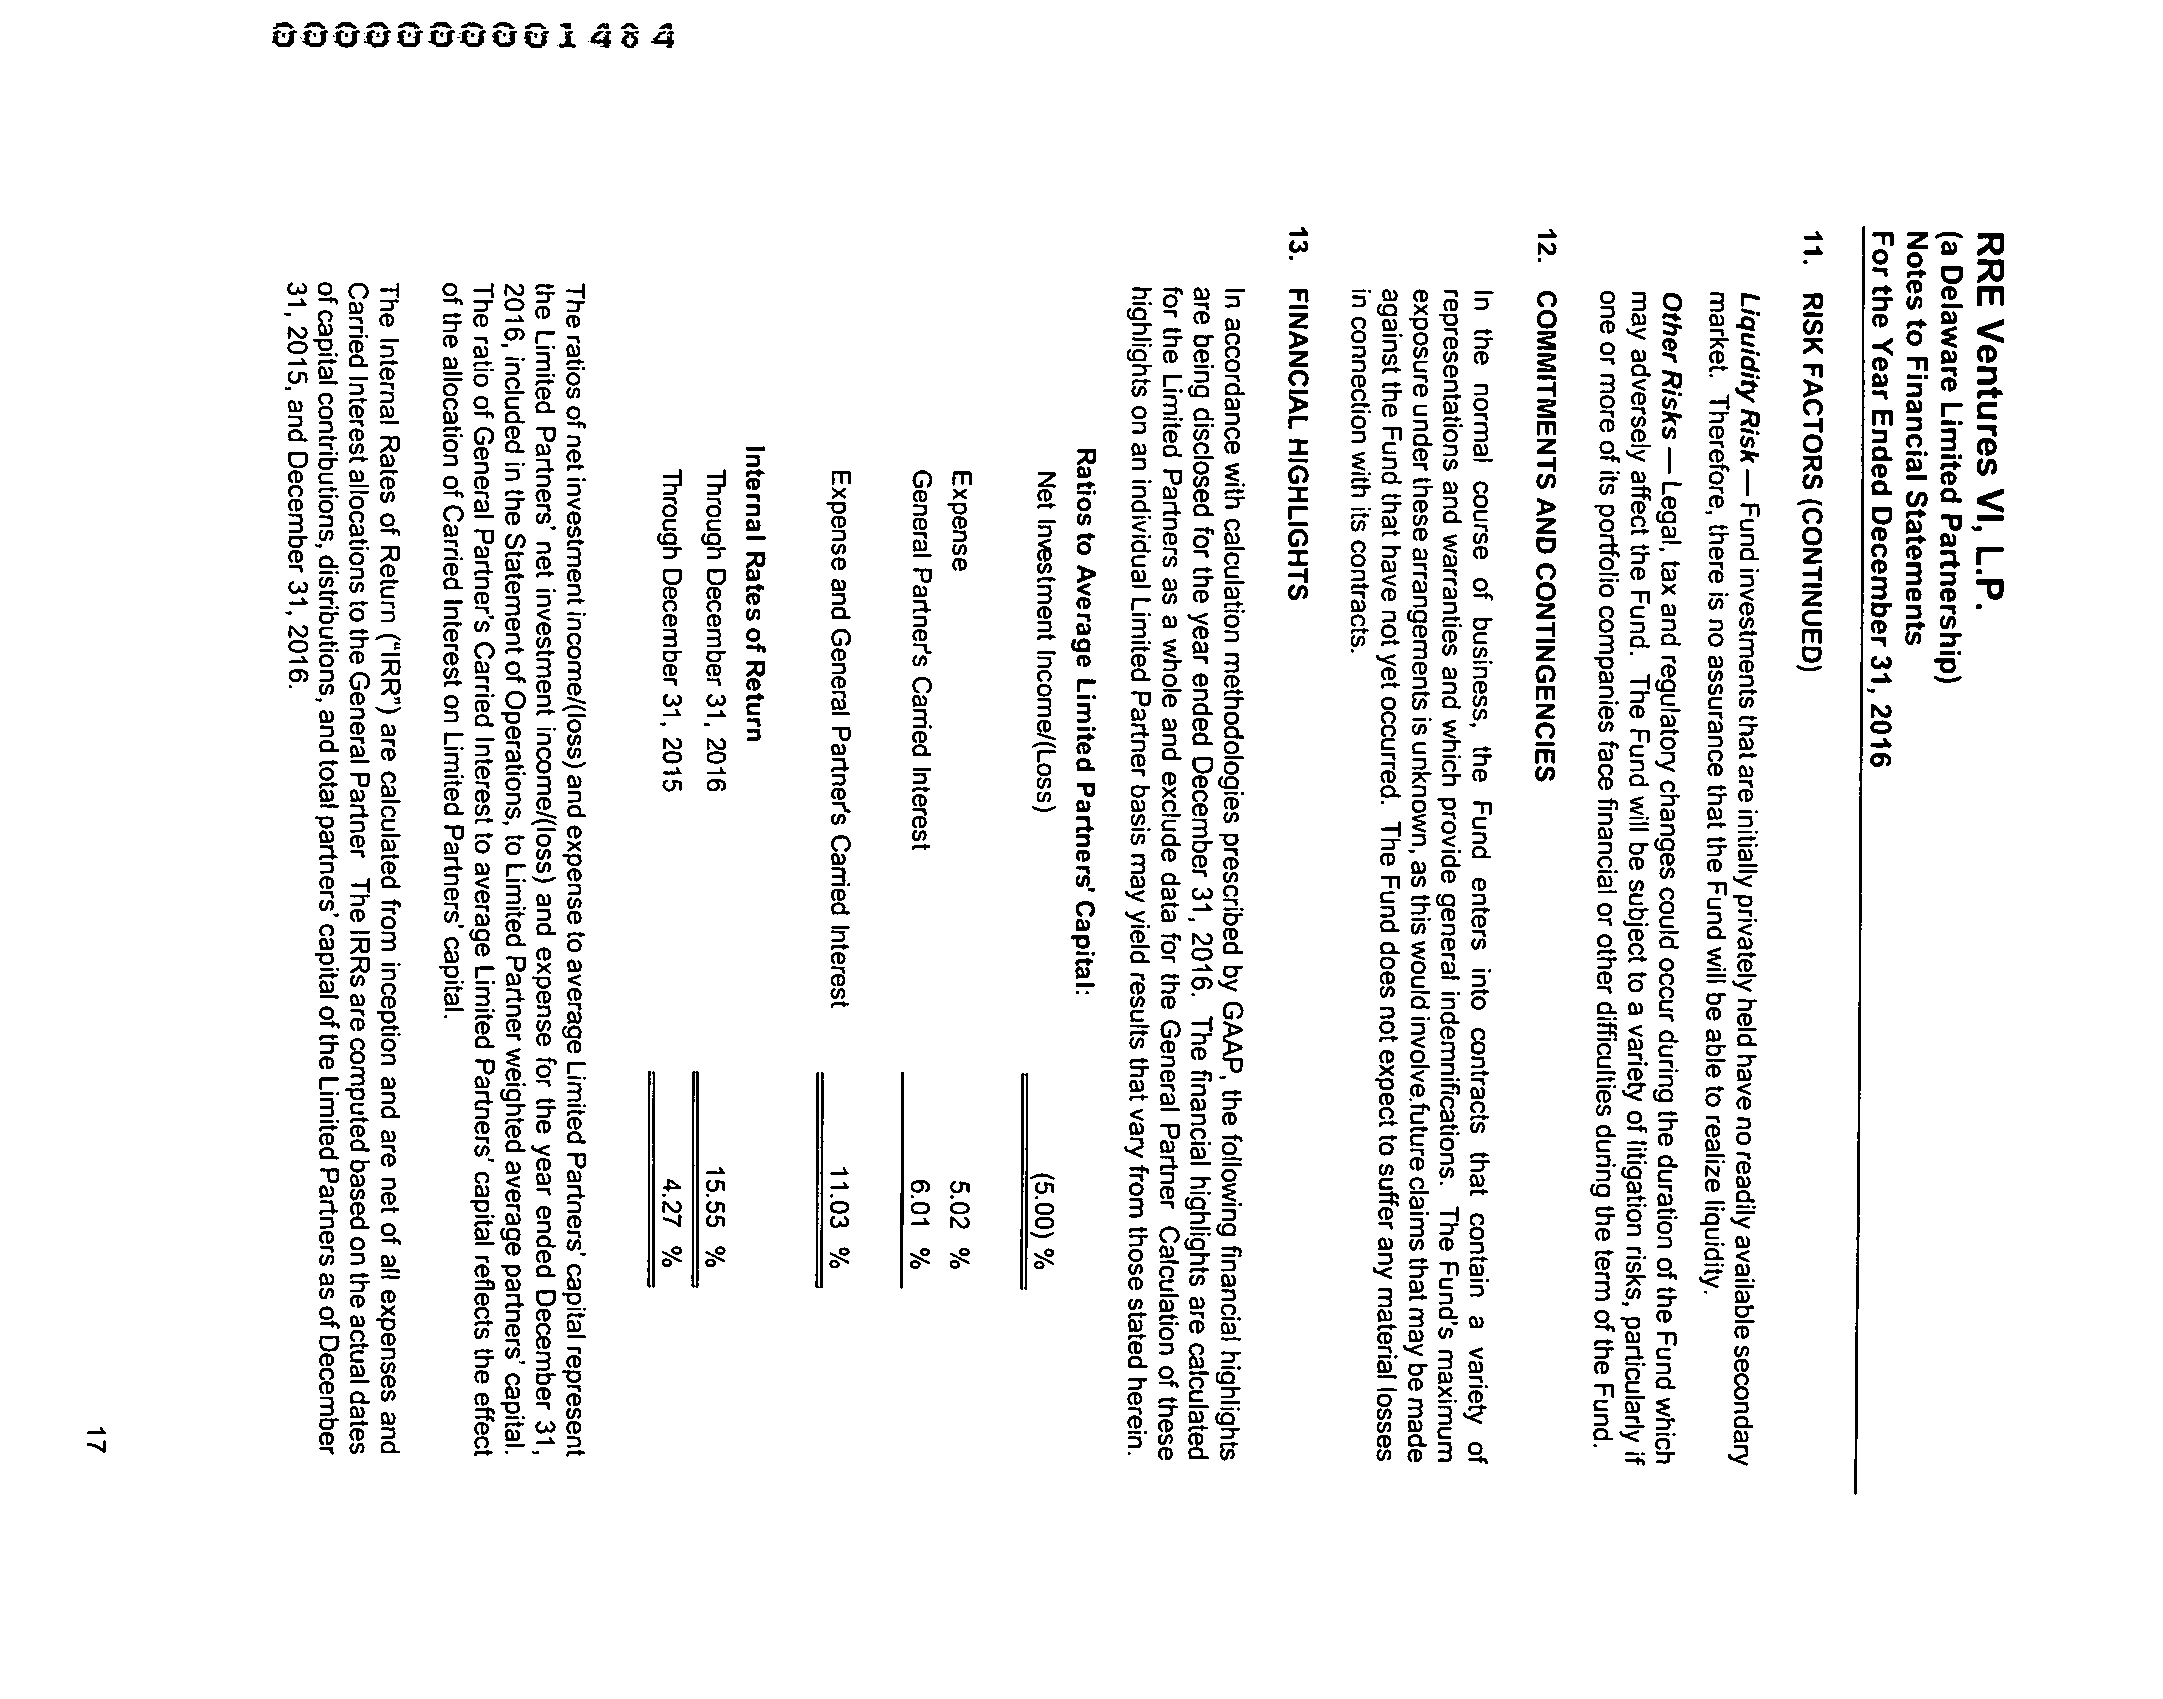 RRE Ventures VI, L.P.
(a Delaware Limited Partnership)
Notes to Financial Statements
For the Year Ended December 31, 2016
11. RISK FACTORS (CONTINUED)
Liquidity Risk — Fund investments that are initially privately held have no readily available secondary
market. Therefore, there is no assurance that the Fund will be able to realize liquidity.
Other Risks — Legal, tax and regulatory changes could occur during the duration of the Fund which
may adversely affect the Fund. The Fund will be subject to a variety of litigation risks, particularly if
one or more of its portfolio companies face financial or other difficulties during the term of the Fund.
12. COMMITMENTS AND CONTINGENCIES
In the normal course of business, the Fund enters into contracts that contain a variety of
representations and warranties and which provide general indemnifications. The Fund's maximum
exposure under these arrangements is unknown, as this would involve future claims that may be made
against the Fund that have not yet occurred. The Fund does not expect to suffer any material losses
in connection with its contracts.
13. FINANCIAL HIGHLIGHTS
In accordance with calculation methodologies prescribed by GAAP, the following financial highlights
are being disclosed for the year ended December 31, 2016. The financial highlights are calculated
for the Limited Partners as a whole and exclude data for the General Partner Calculation of these
highlights on an individual Limited Partner basis may yield results that vary from those stated herein.
Ratios to Average Limited Partners' Capital:
Net Investment Income/(Loss) (5.00) %
Expense 5.02 %
General Partner's Carried Interest 6.01 %
Expense and General Partner's Carried Interest 11.03 %
Internal Rates of Return
Through December 31, 2016 15.55 %
Through December 31, 2015 4.27 %
The ratios of net investment income/(loss) and expense to average Limited Partners' capital represent
the Limited Partners' net investment income/(loss) and expense for the year ended December 31,
2016, included in the Statement of Operations, to Limited Partner weighted average partners' capital.
The ratio of General Partner's Carried Interest to average Limited Partners' capital reflects the effect
of the allocation of Carried Interest on Limited Partners' capital.
The Internal Rates of Return ("IRR") are calculated from inception and are net of all expenses and
Carried Interest allocations to the General Partner The IRRs are computed based on the actual dates
of capital contributions, distributions, and total partners' capital of the Limited Partners as of December
31, 2015, and December 31, 2016.
17
0000000001464